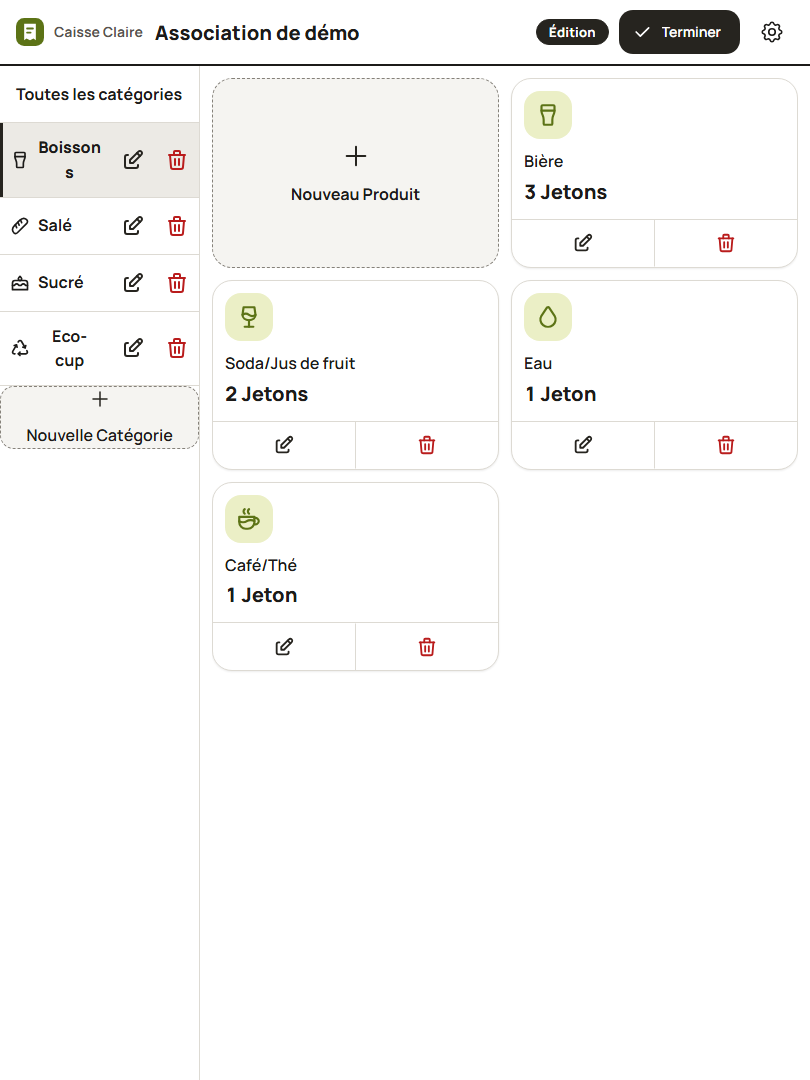 Caisse Claire
Association de démo
Édition
Terminer
Toutes les catégories
Boisson
s
Salé
Sucré
Eco-
cup
Nouvelle Catégorie
Nouveau Produit
Bière
3 Jetons
Soda/Jus de fruit
2 Jetons
Eau
1 Jeton
Café/Thé
1 Jeton